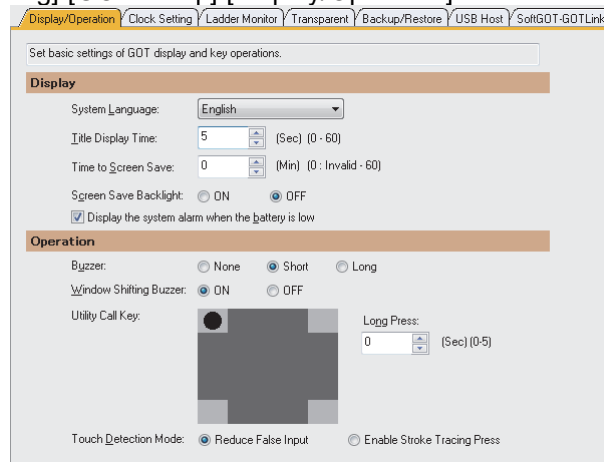 Display/Operation Clock Setting Ladder Monitor Transparent Backup/Restore USB Host SoftGOT-GOTLink
Set basic settings of GOT display and key operations.
Display
System Language: English
Title Display Time: 5 (Sec) (0 - 60)
Time to Screen Save: 0 (Min) (0 : Invalid - 60)
Screen Save Backlight: ON OFF
Display the system alarm when the battery is low
Operation
Buzzer: None Short Long
Window Shifting Buzzer: ON OFF
Utility Call Key: Long Press:
0 (Sec) (0-5)
Touch Detection Mode: Reduce False Input Enable Stroke Tracing Press